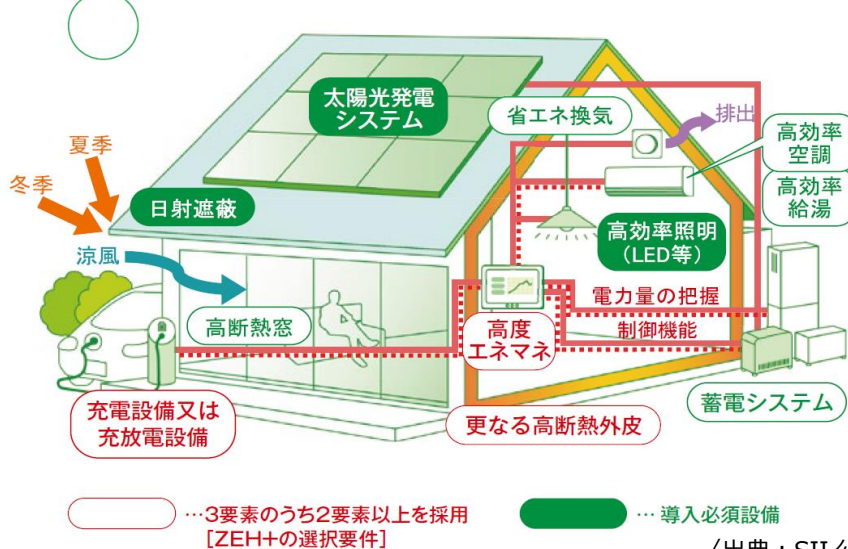 太陽光発電
システム
省エネ換気
排出
高効率
空調
高効率
給湯
夏季
冬季
日射遮蔽
高効率照明
（LED等）
涼風
電力量の把握
高断熱窓
高度
エネマネ
制御機能
充電設備又は
充放電設備
更なる高断熱外皮
蓄電システム
…3要素のうち2要素以上を採用
[ZEH+の選択要件]
… 導入必須設備
（出典：SII